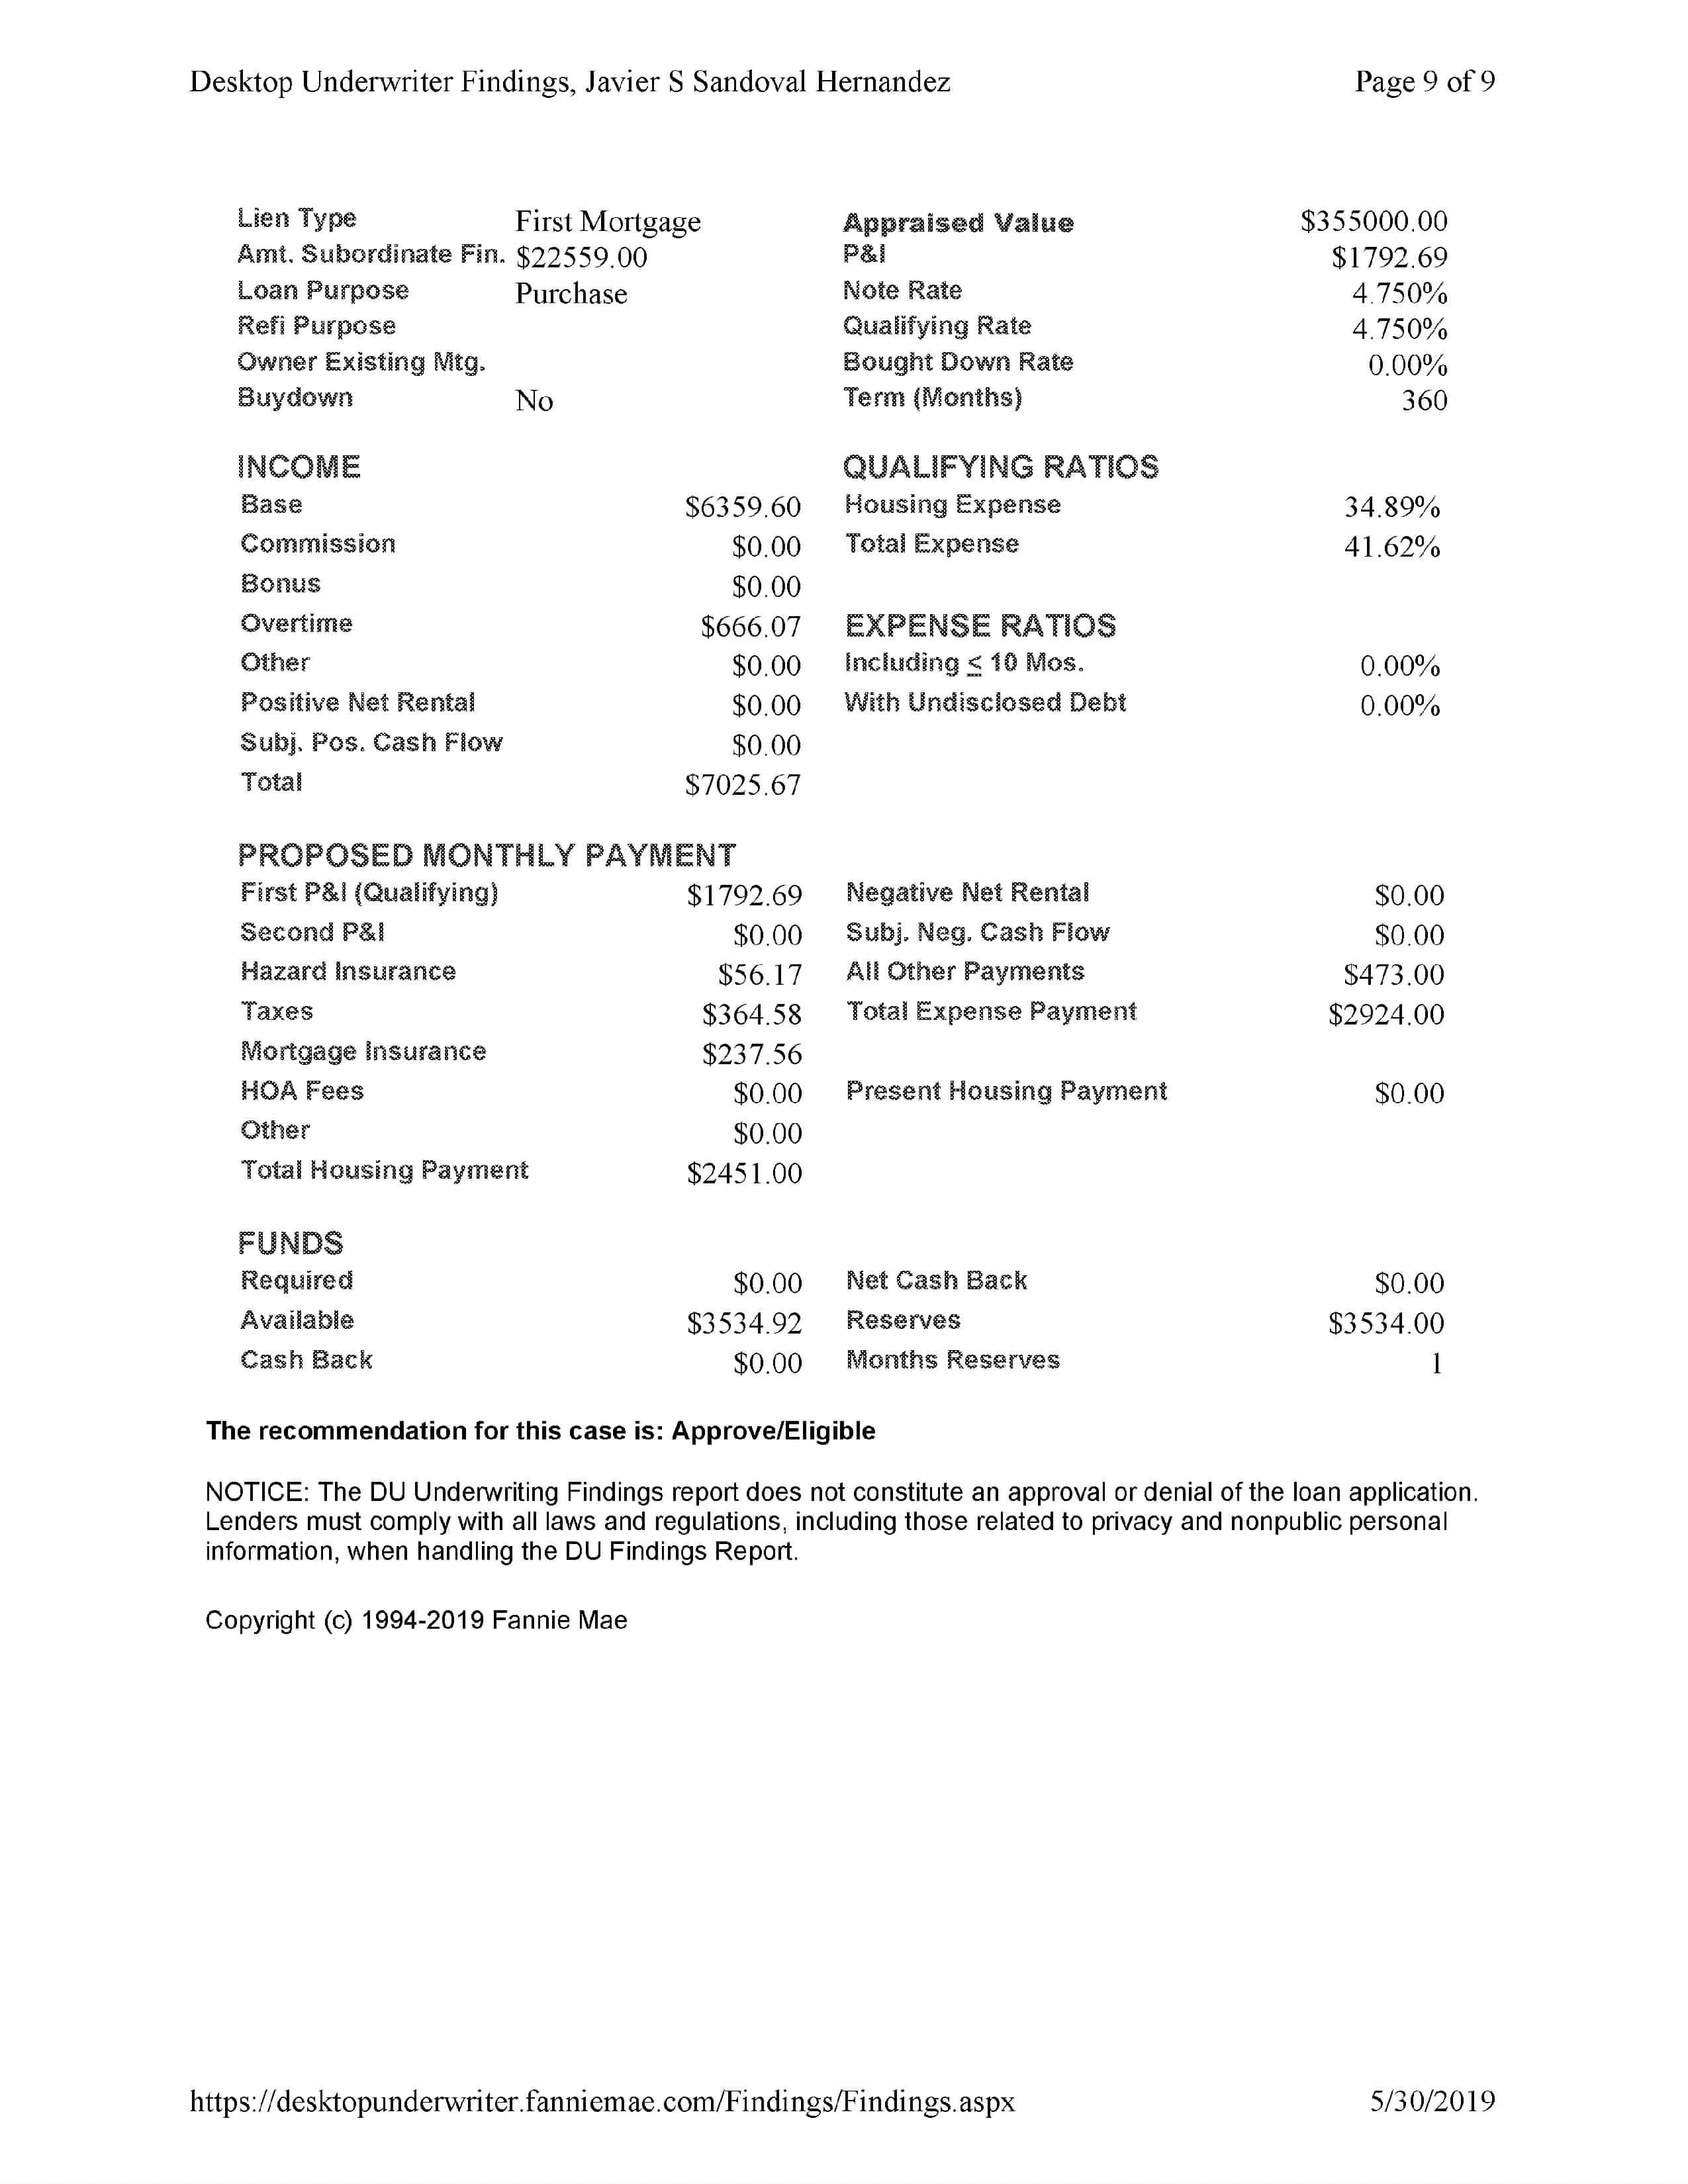 Desktop Underwriter Findings, Javier S Sandoval Hernandez Page 9 of 9
Lien Type First Mortgage Appraised Value $355000.00
Amt. Subordinate Fin. $22559.00 P&I $1792.69
Loan Purpose Purchase Note Rate 4.750%
Refi Purpose Qualifying Rate 4.750%
Owner Existing Mtg. Bought Down Rate 0.00%
Buydown No Term (Months) 360
INCOME QUALIFYING RATIOS
Base $6359.60 Housing Expense 34.89%
Commission $0.00 Total Expense 41.62%
Bonus $0.00
Overtime $666.07 EXPENSE RATIOS
Other $0.00 Including ≤ 10 Mos. 0.00%
Positive Net Rental $0.00 With Undisclosed Debt 0.00%
Subj. Pos. Cash Flow $0.00
Total $7025.67
PROPOSED MONTHLY PAYMENT
First P&I (Qualifying) $1792.69 Negative Net Rental $0.00
Second P&I $0.00 Subj. Neg. Cash Flow $0.00
Hazard Insurance $56.17 All Other Payments $473.00
Taxes $364.58 Total Expense Payment $2924.00
Mortgage Insurance $237.56
HOA Fees $0.00 Present Housing Payment $0.00
Other $0.00
Total Housing Payment $2451.00
FUNDS
Required $0.00 Net Cash Back $0.00
Available $3534.92 Reserves $3534.00
Cash Back $0.00 Months Reserves 1
The recommendation for this case is: Approve/Eligible
NOTICE: The DU Underwriting Findings report does not constitute an approval or denial of the loan application.
Lenders must comply with all laws and regulations, including those related to privacy and nonpublic personal
information, when handling the DU Findings Report.
Copyright (c) 1994-2019 Fannie Mae
https://desktopunderwriter.fanniemae.com/Findings/Findings.aspx 5/30/2019